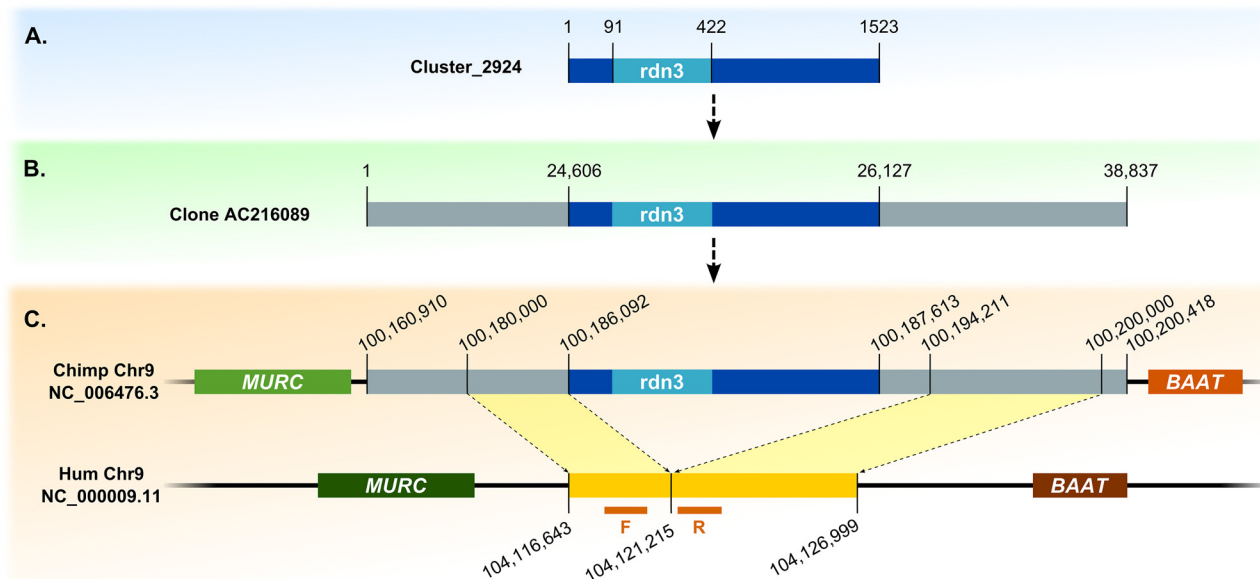 A.
1 91 422 1523
Cluster_2924
rdn3
B.
1 24,606 26,127 38,837
Clone AC216089
rdn3
C.
100,160,910 100,180,000 100,186,092 100,187,613 100,194,211 100,200,000 100,200,418
Chimp Chr9
NC_006476.3
MURC rdn3 BAAT
Hum Chr9
NC_000009.11
MURC BAAT
F R
104,116,643 104,121,215 104,126,999